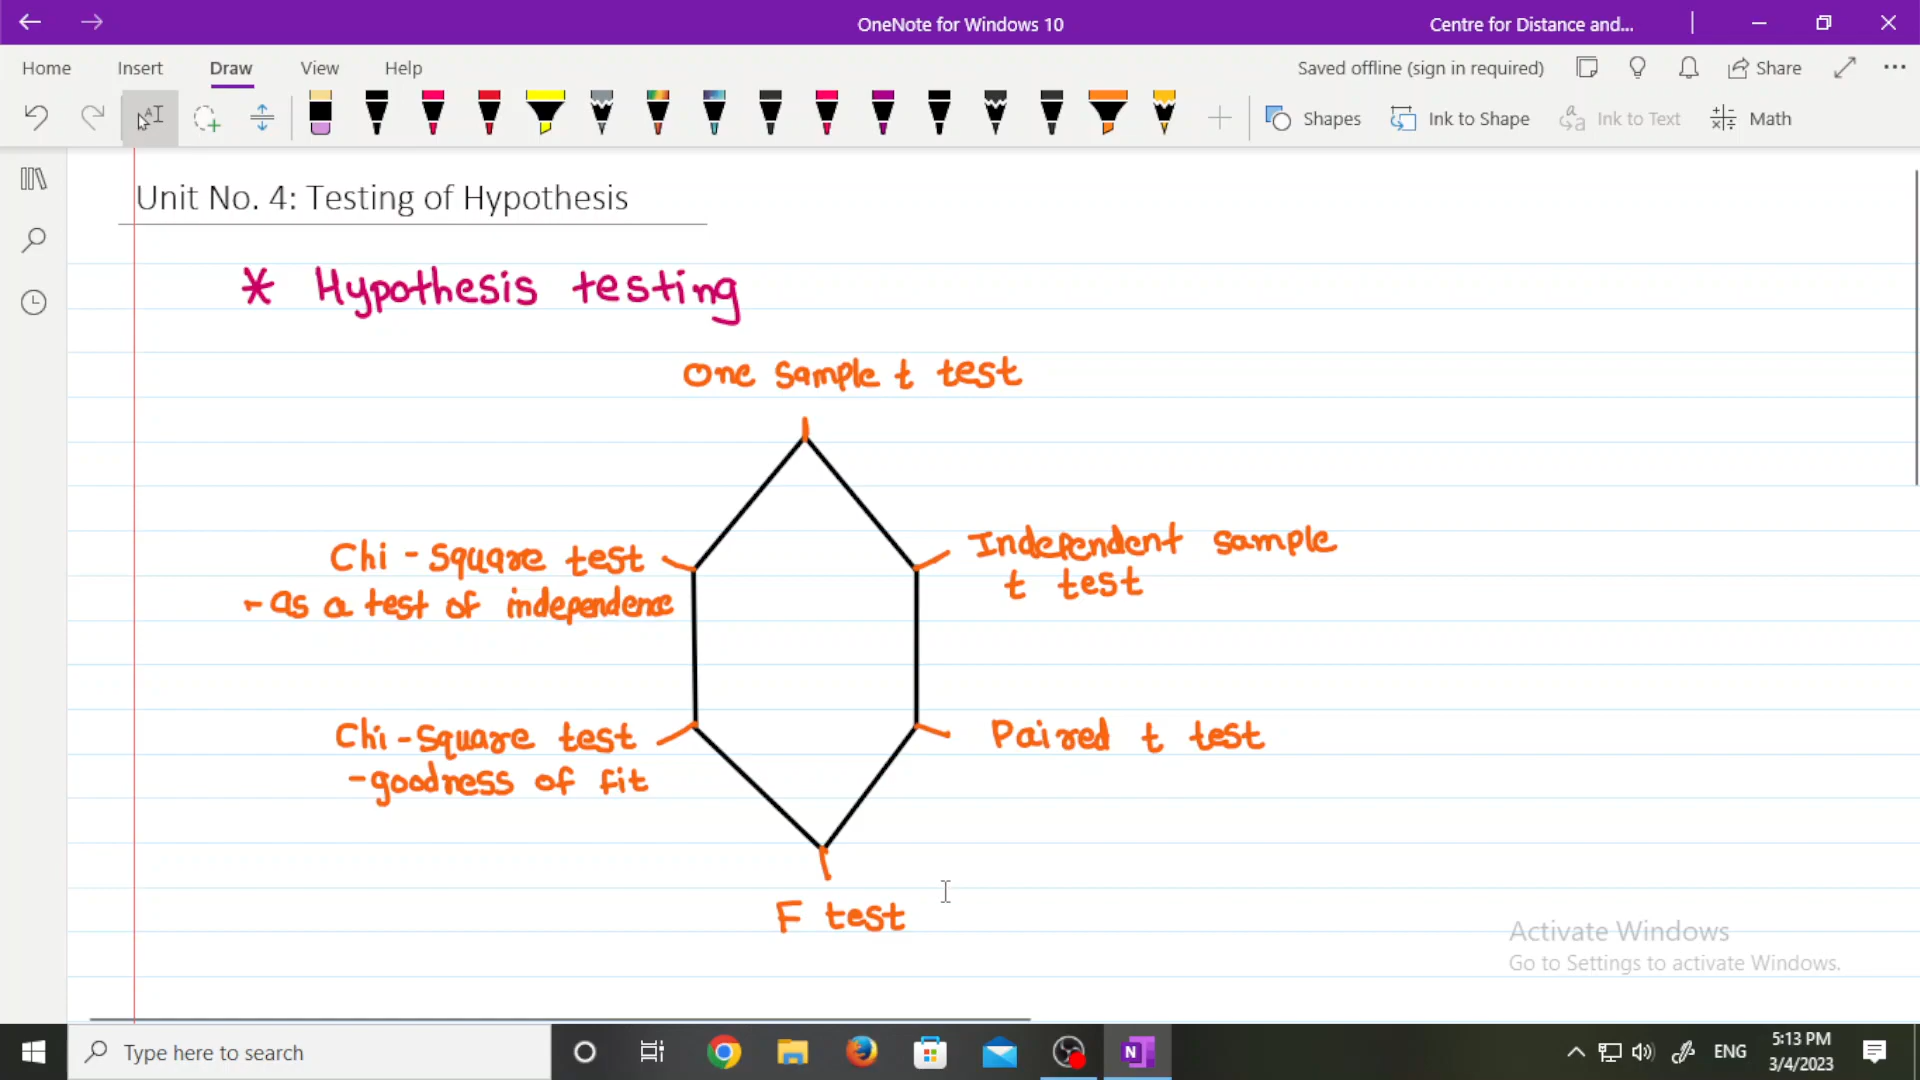 OneNote for Windows 10
Centre for Distance and...
Home Insert Draw View Help
Saved offline (sign in required)
Share
Shapes
Ink to Shape
Ink to Text
Math
Unit No. 4: Testing of Hypothesis
* Hypothesis testing
One sample t test
Chi - square test
- as a test of independence
Independent sample
t test
Chi - square test
- goodness of fit
Paired t test
F test
Activate Windows
Go to Settings to activate Windows.
Type here to search
ENG
5:13 PM
3/4/2023